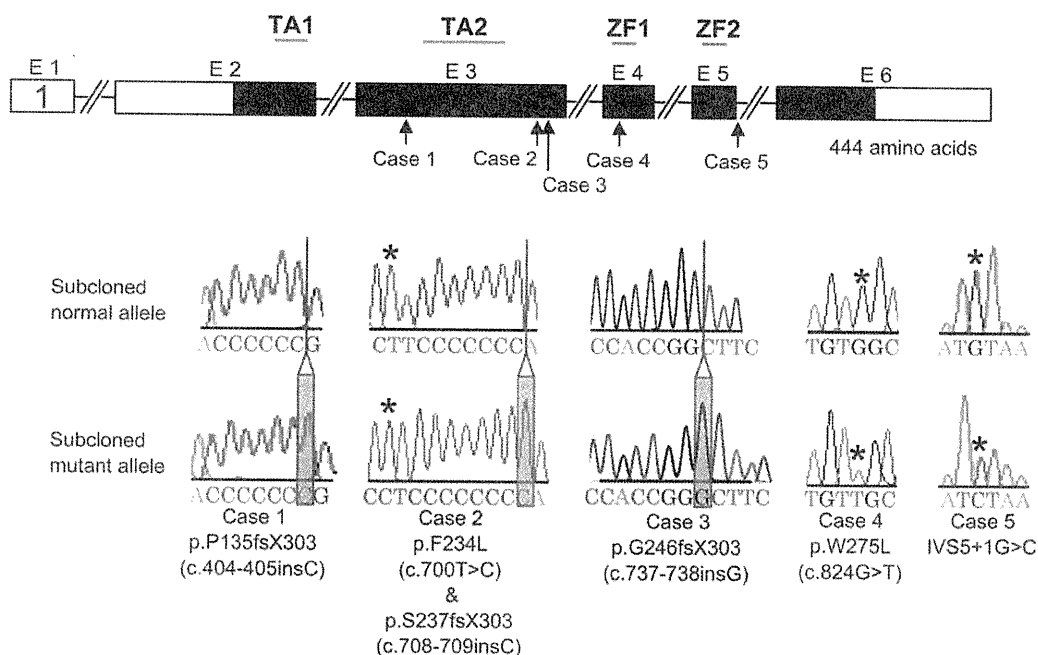 TA1 TA2 ZF1 ZF2
E 1 E 2 E 3 E 4 E 5 E 6
1
Case 1 Case 2 Case 4 Case 5 444 amino acids
Case 3
Subcloned
normal allele
* * *
ACCCCCCG CTTCCCCCCCA CCACCGGCTTC TGTGGC ATGTAA
Subcloned
mutant allele
* * *
ACCCCCCCG CCTCCCCCCCCA CCACCGGGCTTC TGTTGC ATCTAA
Case 1 Case 2 Case 3 Case 4 Case 5
p.P135fsX303 p.F234L p.G246fsX303 p.W275L IVS5+1G>C
(c.404-405insC) (c.700T>C) (c.737-738insG) (c.824G>T)
&
p.S237fsX303
(c.708-709insC)